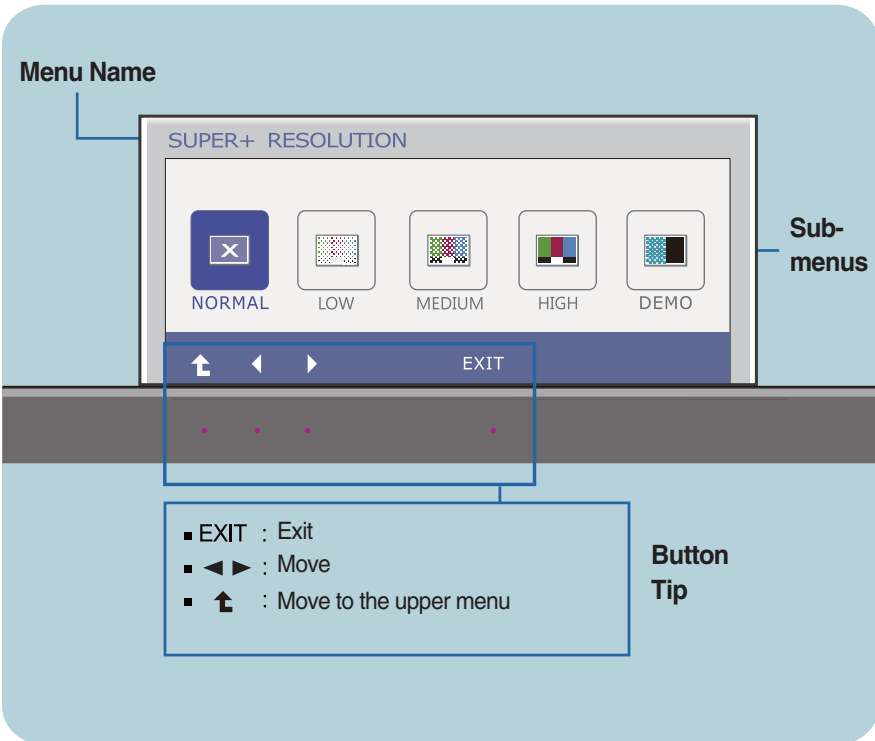 Menu Name
SUPER+ RESOLUTION
NORMAL LOW MEDIUM HIGH DEMO
Sub-
menus
EXIT
■ EXIT : Exit
■ ◄ ► : Move
■ : Move to the upper menu
Button
Tip